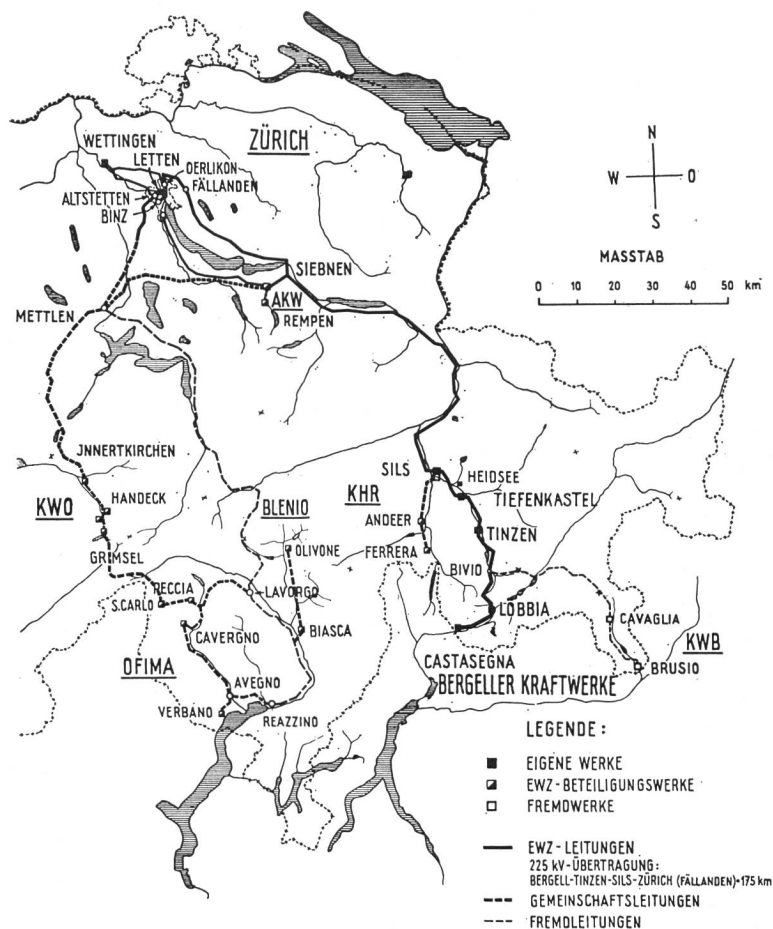 ZÜRICH
WETTINGEN
LETTEN
OERLIKON
FÄLLANDEN
ALTSTETTEN
BINZ
N
W O
S
MASSTAB
km
0 10 20 30 40 50
SIEBNEN
AKW
REMPEN
METTLEN
JNNERTKIRCHEN
KWO
HANDECK
GRIMSEL
BLENIO
OLIVONE
KHR
SILS
HEIDSEE
TIEFENKASTEL
ANDEER
TINZEN
FERRERA
BIVIO
LOBBIA
PECCIA
S.CARLO
LAVORGO
CAVERGNO
BIASCA
OFIMA
AVEGNO
VERBANO
REAZZINO
CAVAGLIA
KWB
BRUSIO
CASTASEGNA
BERGELLER KRAFTWERKE
LEGENDE:
EIGENE WERKE
EWZ-BETEILIGUNGSWERKE
FREMDWERKE
EWZ-LEITUNGEN
225 kV-ÜBERTRAGUNG:
BERGELL-TINZEN-SILS-ZÜRICH (FÄLLANDEN)=175 km
GEMEINSCHAFTSLEITUNGEN
FREMDLEITUNGEN